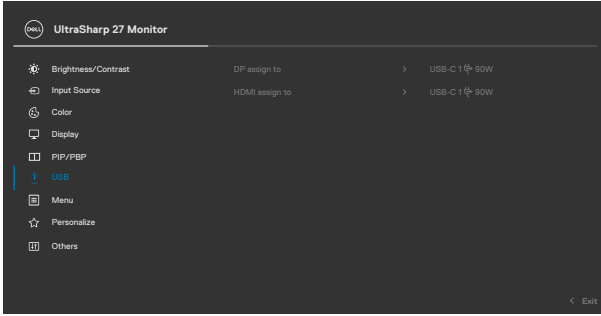 DELL UltraSharp 27 Monitor
Brightness/Contrast DP assign to > USB-C 1 90W
Input Source HDMI assign to > USB-C 1 90W
Color
Display
PIP/PBP
USB
Menu
Personalize
Others
< Exit